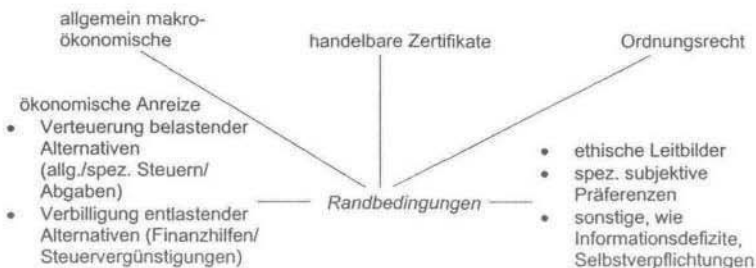 allgemein makro-
ökonomische
handelbare Zertifikate
Ordnungsrecht
ökonomische Anreize
• Verteuerung belastender
Alternativen
(allg./spez. Steuern/
Abgaben)
• Verbilligung entlastender
Alternativen (Finanzhilfen/
Steuervergünstigungen)
Randbedingungen
• ethische Leitbilder
• spez. subjektive
Präferenzen
• sonstige, wie
Informationsdefizite,
Selbstverpflichtungen